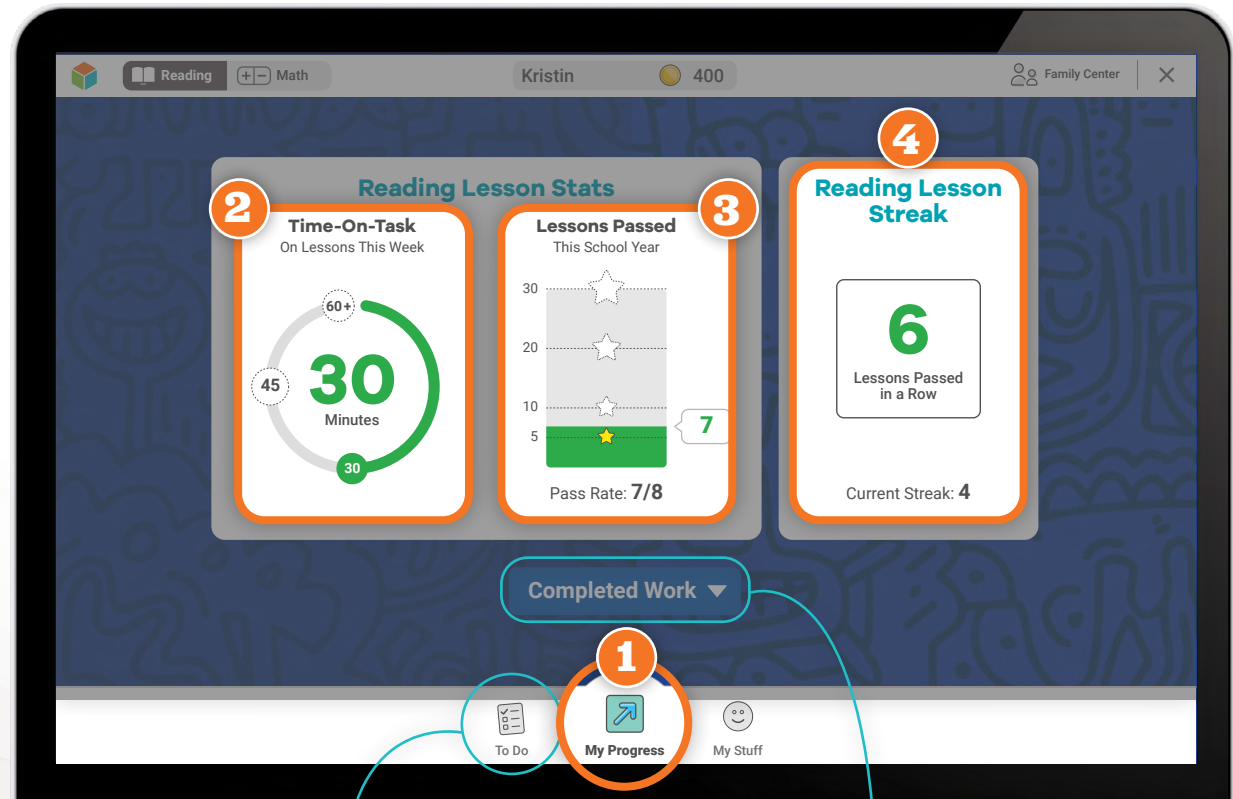 Reading
Math
Kristin
400
Family Center
4
2
Reading Lesson Stats
3
Time-On-Task
On Lessons This Week
60+
45
30
Minutes
30
Lessons Passed
This School Year
30
20
10
5
7
Pass Rate: 7/8
Reading Lesson
Streak
6
Lessons Passed
in a Row
Current Streak: 4
Completed Work
1
To Do
My Progress
My Stuff